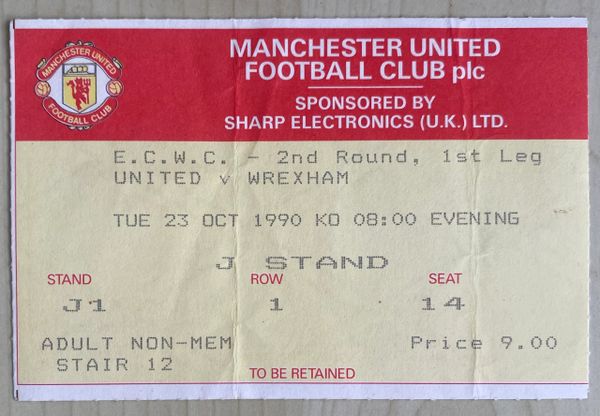 MANCHESTER UNITED
FOOTBALL CLUB
MANCHESTER UNITED
FOOTBALL CLUB plc
SPONSORED BY
SHARP ELECTRONICS (U.K.) LTD.
E.C.W.C. - 2nd Round, 1st Leg
UNITED v WREXHAM
TUE 23 OCT 1990 KO 08:00 EVENING
J STAND
STAND ROW SEAT
J1 1 14
ADULT NON-MEM Price 9.00
STAIR 12
TO BE RETAINED